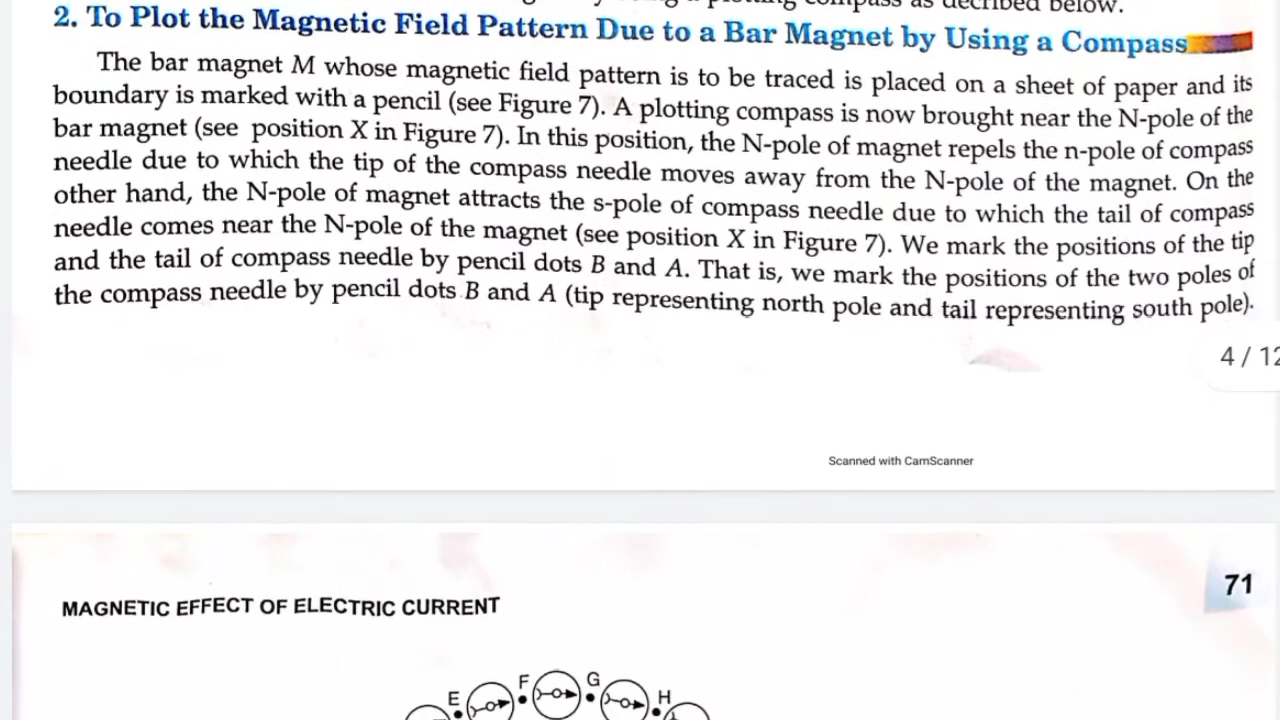 2. To Plot the Magnetic Field Pattern Due to a Bar Magnet by Using a Compass
The bar magnet M whose magnetic field pattern is to be traced is placed on a sheet of paper and its
boundary is marked with a pencil (see Figure 7). A plotting compass is now brought near the N-pole of the
bar magnet (see position X in Figure 7). In this position, the N-pole of magnet repels the n-pole of compass
needle due to which the tip of the compass needle moves away from the N-pole of the magnet. On the
other hand, the N-pole of magnet attracts the s-pole of compass needle due to which the tail of compass
needle comes near the N-pole of the magnet (see position X in Figure 7). We mark the positions of the tip
and the tail of compass needle by pencil dots B and A. That is, we mark the positions of the two poles of
the compass needle by pencil dots B and A (tip representing north pole and tail representing south pole).
4 / 12
Scanned with CamScanner
71
MAGNETIC EFFECT OF ELECTRIC CURRENT
E F G H